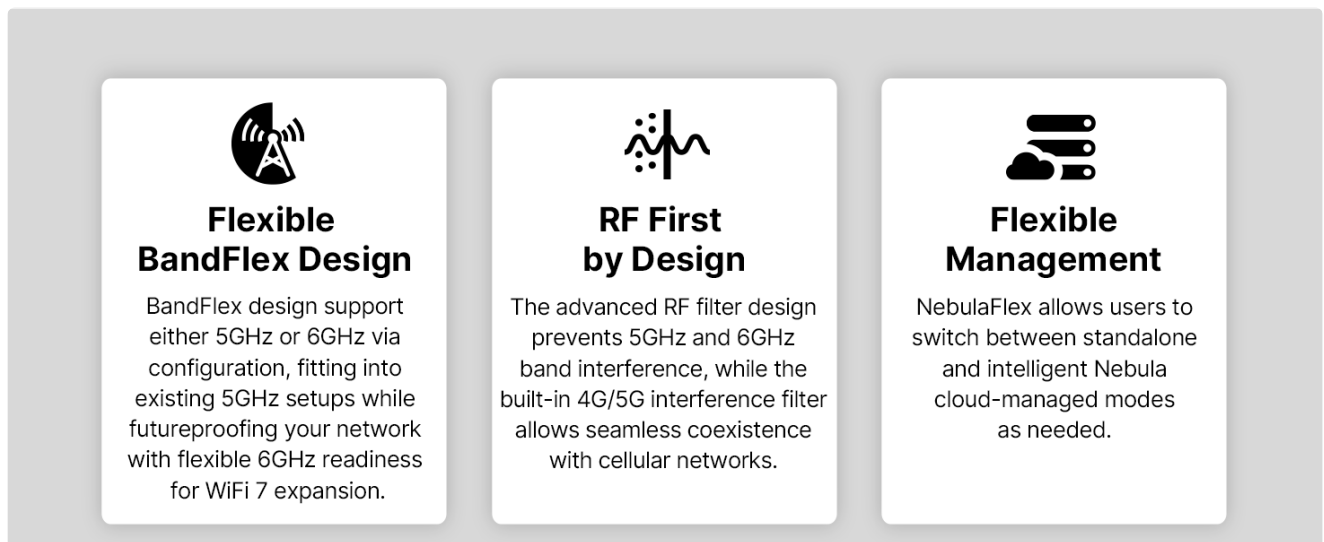 Flexible
BandFlex Design
BandFlex design support
either 5GHz or 6GHz via
configuration, fitting into
existing 5GHz setups while
futureproofing your network
with flexible 6GHz readiness
for WiFi 7 expansion.
RF First
by Design
The advanced RF filter design
prevents 5GHz and 6GHz
band interference, while the
built-in 4G/5G interference filter
allows seamless coexistence
with cellular networks.
Flexible
Management
NebulaFlex allows users to
switch between standalone
and intelligent Nebula
cloud-managed modes
as needed.